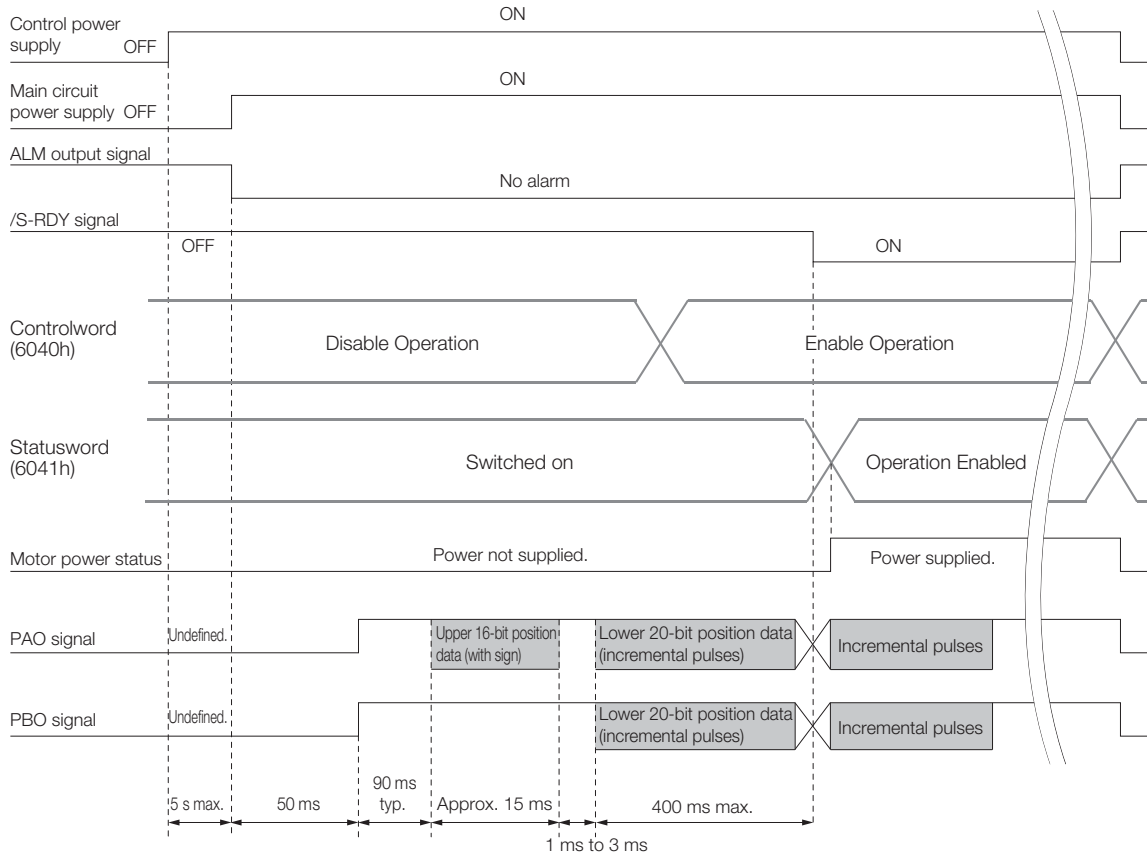 ON
Control power
supply OFF
ON
Main circuit
power supply OFF
ALM output signal
No alarm
/S-RDY signal
OFF
ON
Controlword
(6040h)
Disable Operation
Enable Operation
Statusword
(6041h)
Switched on
Operation Enabled
Motor power status
Power not supplied.
Power supplied.
PAO signal
Undefined.
Upper 16-bit position
data (with sign)
Lower 20-bit position data
(incremental pulses)
Incremental pulses
PBO signal
Undefined.
Lower 20-bit position data
(incremental pulses)
Incremental pulses
5 s max.
50 ms
90 ms
typ.
Approx. 15 ms
400 ms max.
1 ms to 3 ms